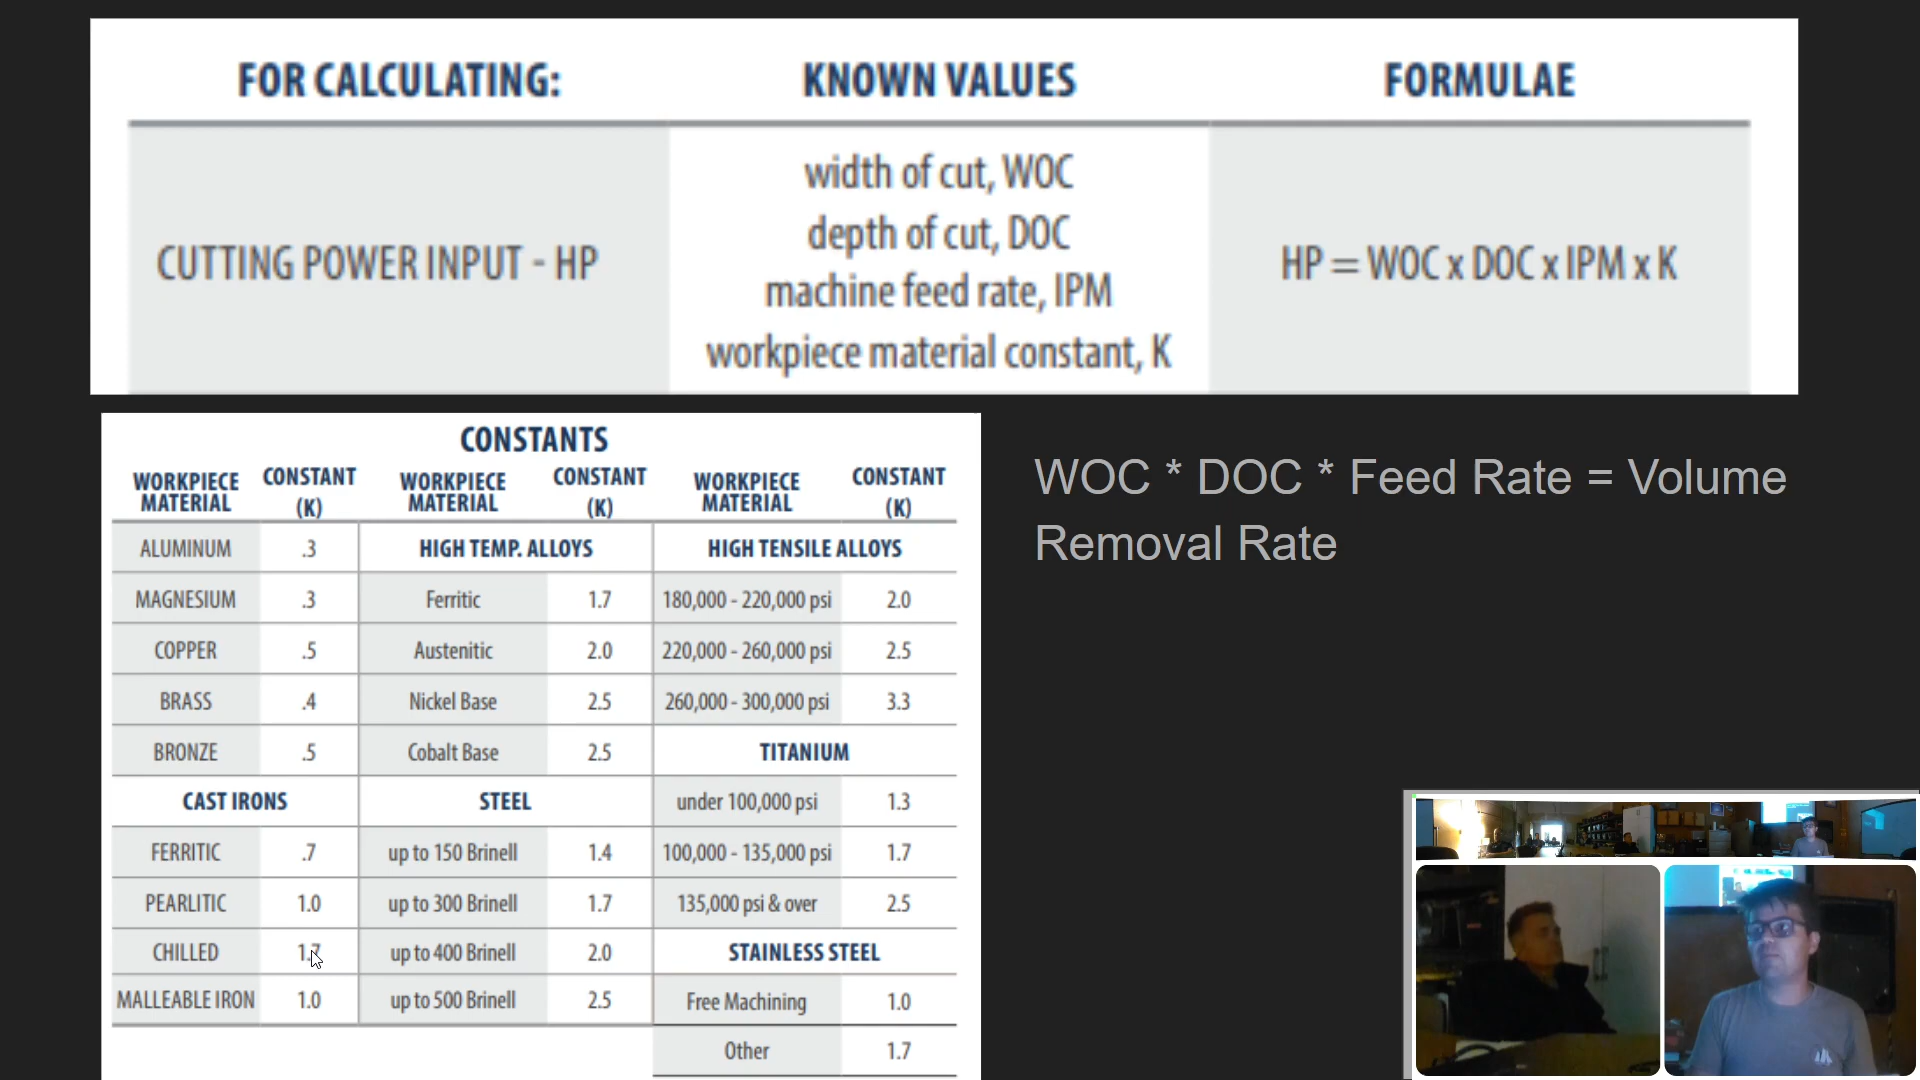 FOR CALCULATING: KNOWN VALUES FORMULAE
width of cut, WOC
depth of cut, DOC
CUTTING POWER INPUT - HP machine feed rate, IPM HP = WOC x DOC x IPM x K
workpiece material constant, K
CONSTANTS
WORKPIECE MATERIAL CONSTANT (K) WORKPIECE MATERIAL CONSTANT (K) WORKPIECE MATERIAL CONSTANT (K)
ALUMINUM .3 HIGH TEMP. ALLOYS HIGH TENSILE ALLOYS
MAGNESIUM .3 Ferritic 1.7 180,000 - 220,000 psi 2.0
COPPER .5 Austenitic 2.0 220,000 - 260,000 psi 2.5
BRASS .4 Nickel Base 2.5 260,000 - 300,000 psi 3.3
BRONZE .5 Cobalt Base 2.5 TITANIUM
CAST IRONS STEEL under 100,000 psi 1.3
FERRITIC .7 up to 150 Brinell 1.4 100,000 - 135,000 psi 1.7
PEARLITIC 1.0 up to 300 Brinell 1.7 135,000 psi & over 2.5
CHILLED 1.7 up to 400 Brinell 2.0 STAINLESS STEEL
MALLEABLE IRON 1.0 up to 500 Brinell 2.5 Free Machining 1.0
Other 1.7
WOC * DOC * Feed Rate = Volume
Removal Rate